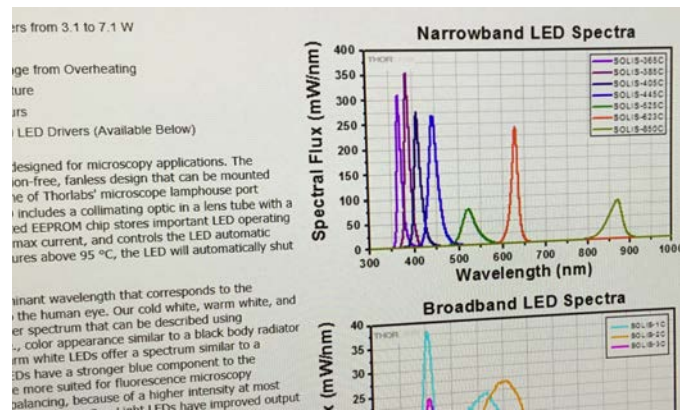 ers from 3.1 to 7.1 W
ge from Overheating
ture
urs
LED Drivers (Available Below)
designed for microscopy applications. The
ion-free, fanless design that can be mounted
ne of Thorlabs' microscope lamphouse port
includes a collimating optic in a lens tube with a
ed EEPROM chip stores important LED operating
max current, and controls the LED automatic
ures above 95 °C, the LED will automatically shut
ninant wavelength that corresponds to the
the human eye. Our cold white, warm white, and
er spectrum that can be described using
., color appearance similar to a black body radiator
rm white LEDs offer a spectrum similar to a
EDs have a stronger blue component to the
e more suited for fluorescence microscopy
balancing, because of a higher intensity at most
Light LEDs have improved output
Narrowband LED Spectra
Spectral Flux (mW/nm)
400
350
300
250
200
150
100
50
0
THOR
SOLIS-365C
SOLIS-385C
SOLIS-405C
SOLIS-445C
SOLIS-525C
SOLIS-623C
SOLIS-850C
300 400 500 600 700 800 900 1000
Wavelength (nm)
Broadband LED Spectra
(mW/nm)
40
35
30
25
THOR
SOLIS-1C
SOLIS-2C
SOLIS-3C